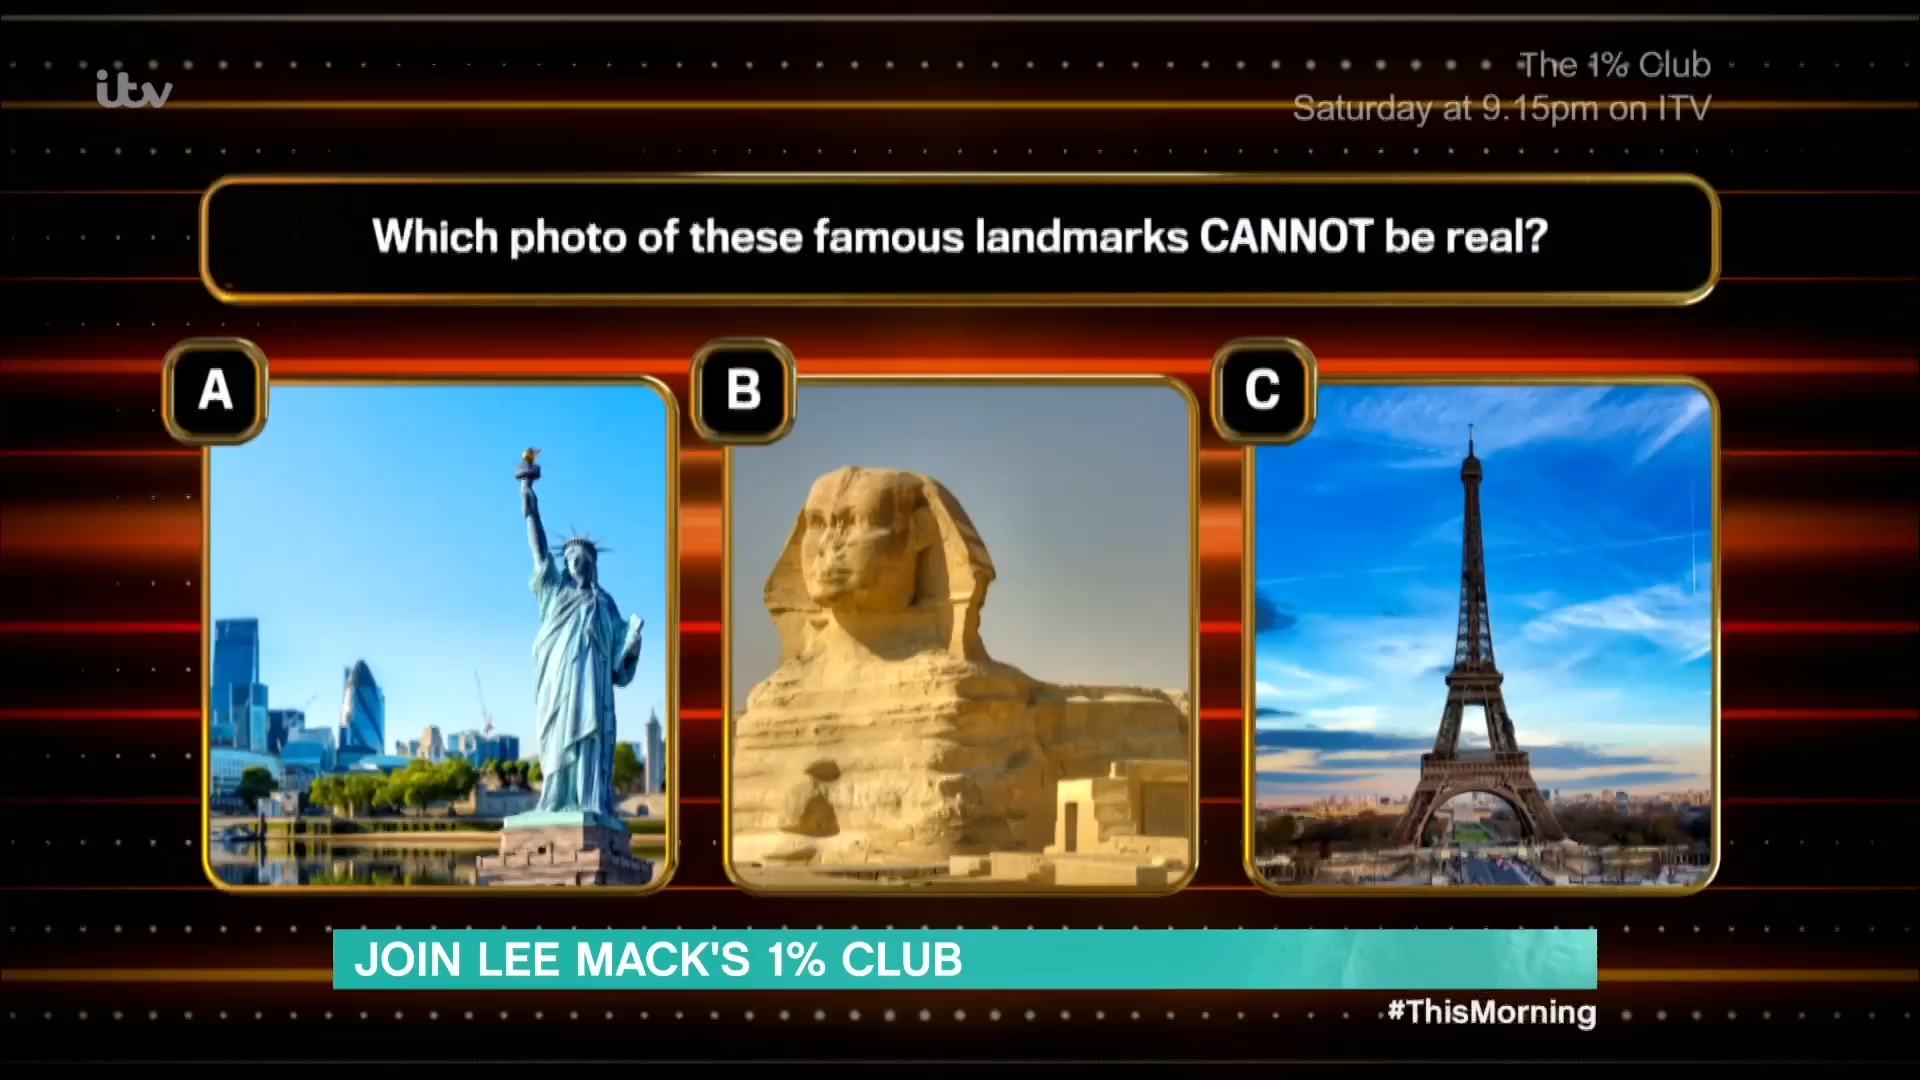 itv
The 1% Club
Saturday at 9.15pm on ITV
Which photo of these famous landmarks CANNOT be real?
A
B
C
JOIN LEE MACK'S 1% CLUB
#ThisMorning